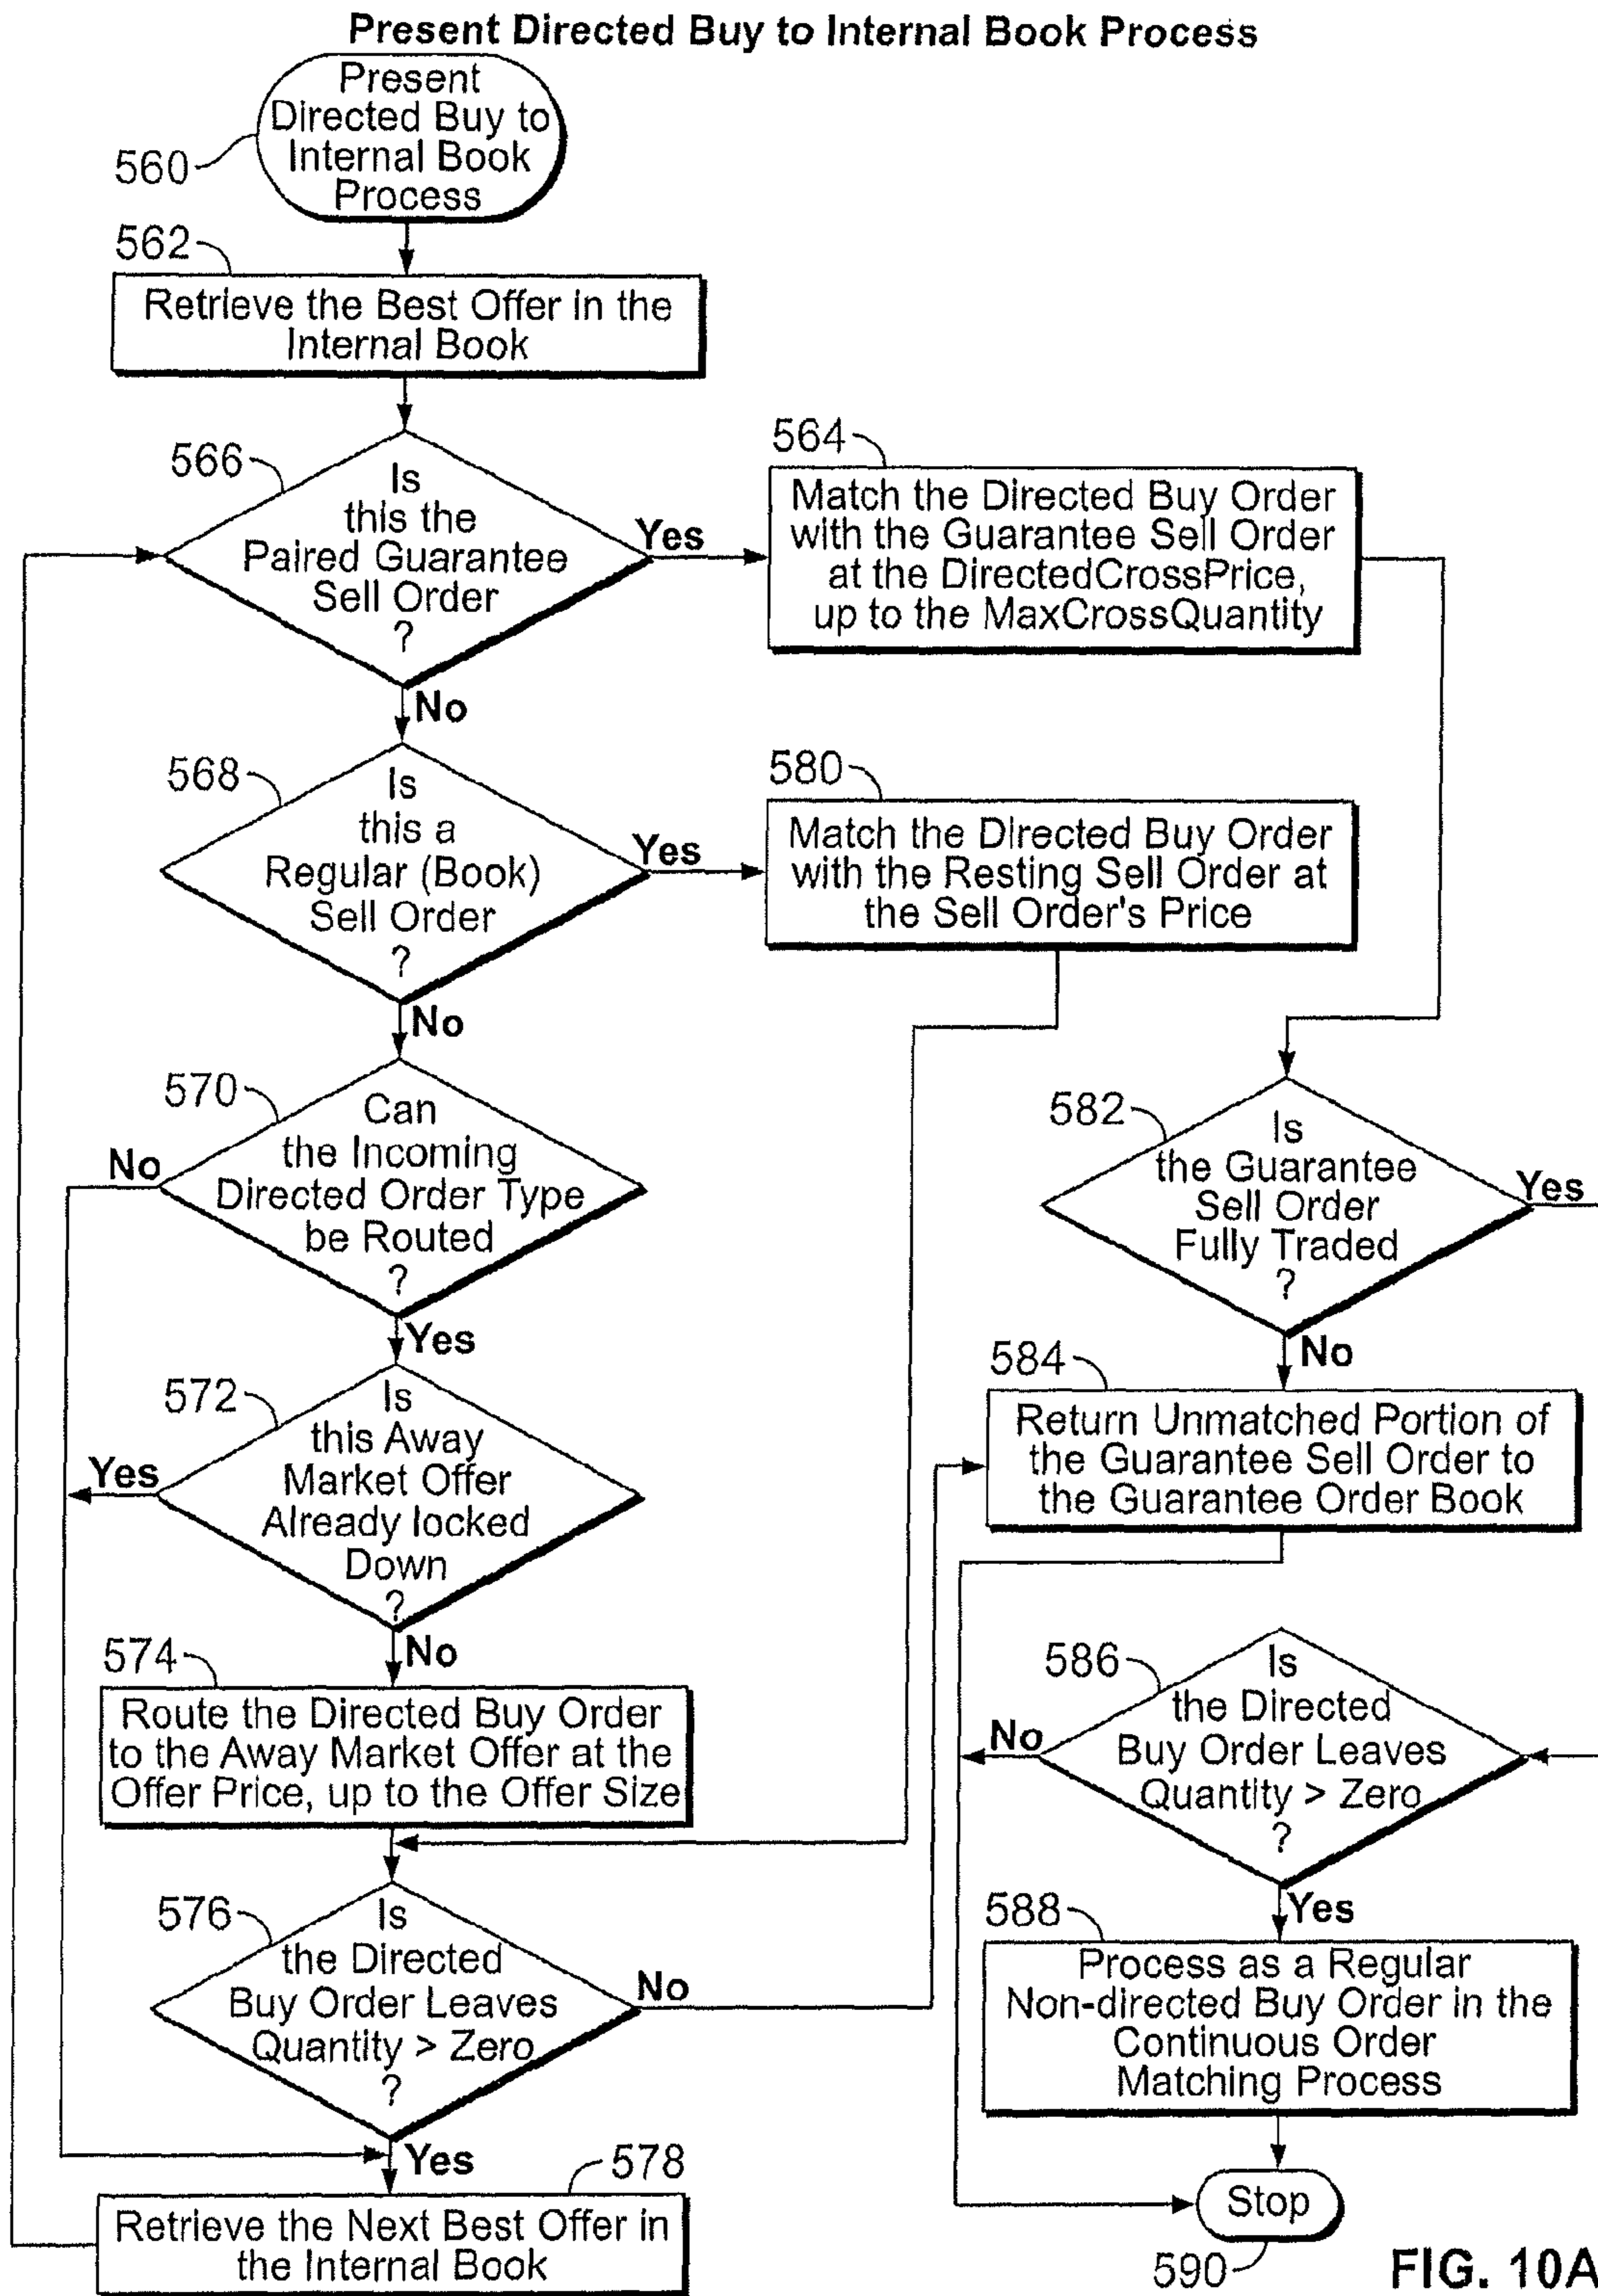 Present Directed Buy to Internal Book Process
Present
Directed Buy to
Internal Book
Process
560
562
Retrieve the Best Offer in the
Internal Book
566
Is
this the
Paired Guarantee
Sell Order
?
Yes
No
564
Match the Directed Buy Order
with the Guarantee Sell Order
at the DirectedCrossPrice,
up to the MaxCrossQuantity
568
Is
this a
Regular (Book)
Sell Order
?
Yes
No
580
Match the Directed Buy Order
with the Resting Sell Order at
the Sell Order's Price
570
Can
the Incoming
Directed Order Type
be Routed
?
No
Yes
582
Is
the Guarantee
Sell Order
Fully Traded
?
Yes
No
572
Is
this Away
Market Offer
Already locked
Down
?
Yes
No
584
Return Unmatched Portion of
the Guarantee Sell Order to
the Guarantee Order Book
574
Route the Directed Buy Order
to the Away Market Offer at the
Offer Price, up to the Offer Size
586
Is
the Directed
Buy Order Leaves
Quantity > Zero
?
No
Yes
576
Is
the Directed
Buy Order Leaves
Quantity > Zero
?
No
Yes
588
Process as a Regular
Non-directed Buy Order in the
Continuous Order
Matching Process
578
Retrieve the Next Best Offer in
the Internal Book
Stop
590
FIG. 10A